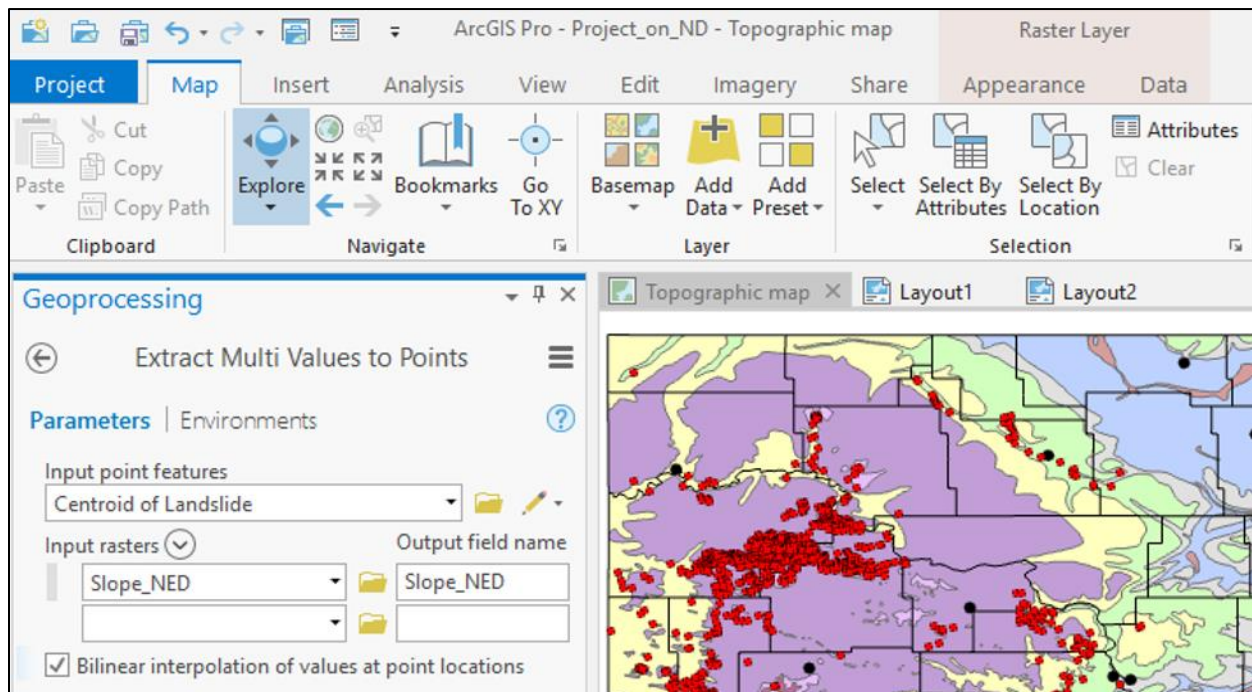 ArcGIS Pro - Project_on_ND - Topographic map
Raster Layer
Project Map Insert Analysis View Edit Imagery Share Appearance Data
Paste
Cut
Copy
Copy Path
Clipboard
Explore
Bookmarks
Go
To XY
Navigate
Basemap
Add
Data
Add
Preset
Layer
Select
Select By
Attributes
Select By
Location
Attributes
Clear
Selection
Geoprocessing
Extract Multi Values to Points
Parameters | Environments
?
Input point features
Centroid of Landslide
Input rasters Output field name
Slope_NED Slope_NED
Bilinear interpolation of values at point locations
Topographic map Layout1 Layout2